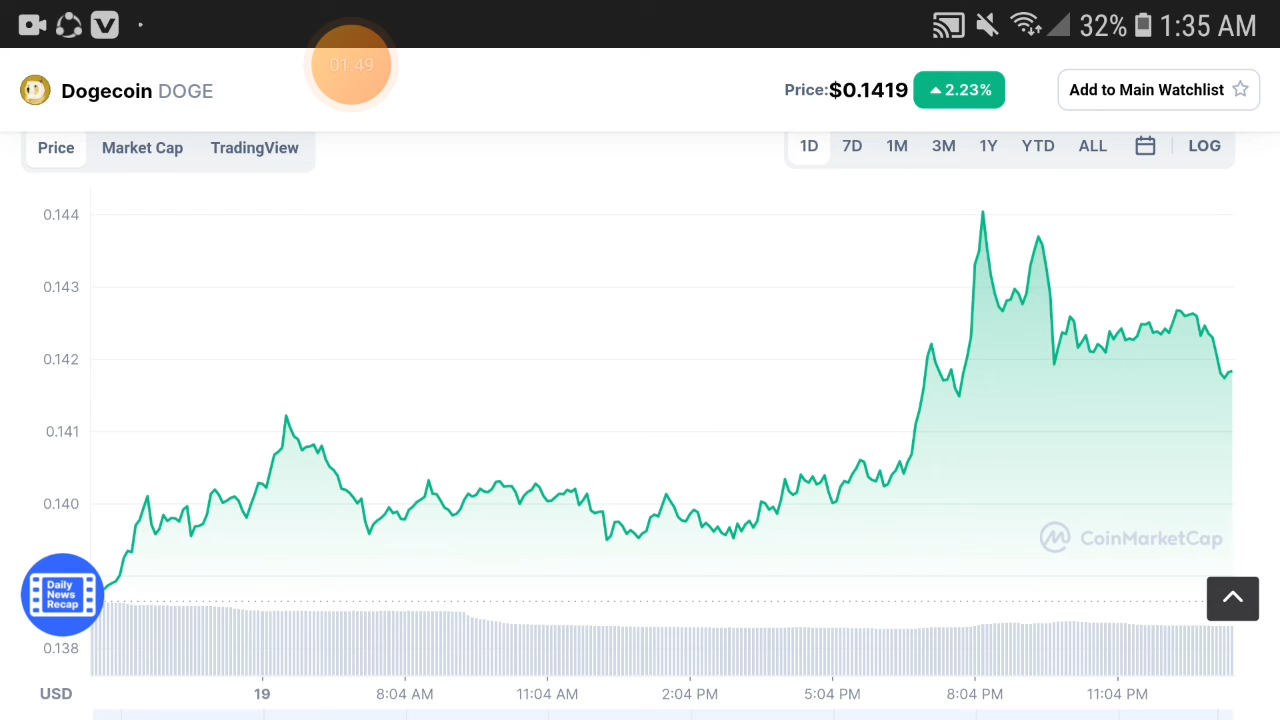 32% 1:35 AM
01:49
Dogecoin DOGE
Price:$0.1419 2.23%
Add to Main Watchlist
Price Market Cap TradingView
1D 7D 1M 3M 1Y YTD ALL LOG
0.144
0.143
0.142
0.141
0.140
CoinMarketCap
Daily
News
Recap
0.138
USD 19 8:04 AM 11:04 AM 2:04 PM 5:04 PM 8:04 PM 11:04 PM